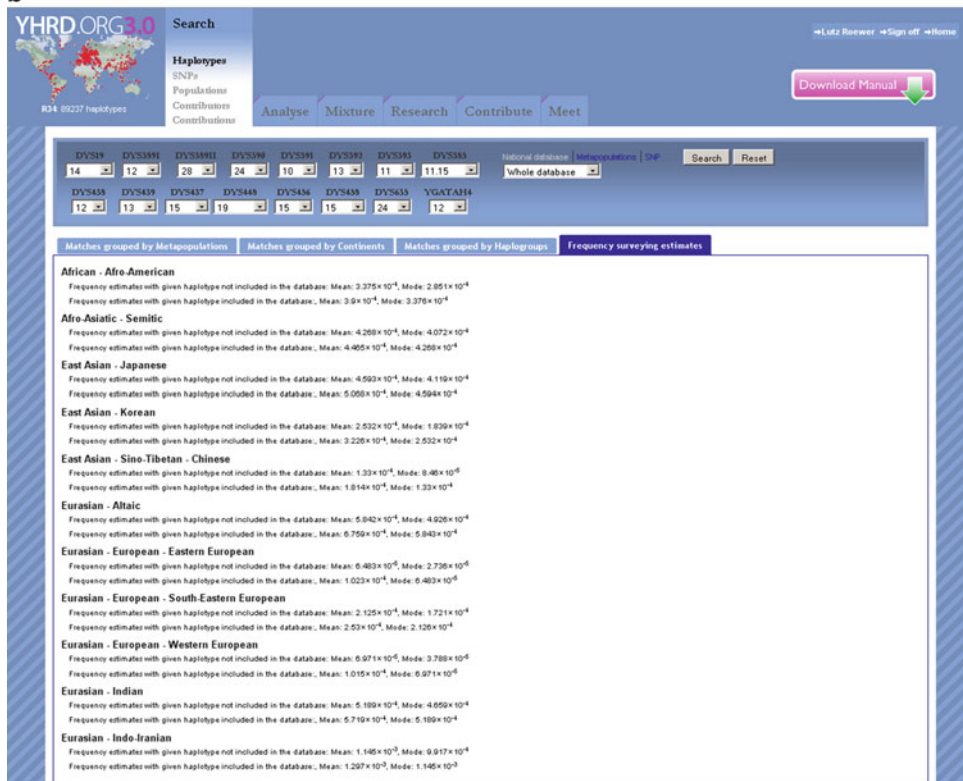 YHRD.ORG3.0
Search
→Lutz Roewer →Sign off →Home
Haplotypes
SNPs
Populations
Contributors
Contributions
Download Manual
R34 89237 haplotypes
Analyse Mixture Research Contribute Meet
DYS19 DYS389I DYS389II DYS390 DYS391 DYS392 DYS393 DYS385 National database | Metapopulations | SNP Search Reset
14 12 28 24 10 13 11 11.15 Whole database
DYS438 DYS439 DYS437 DYS448 DYS456 DYS458 DYS635 YGATAH4
12 13 15 19 15 15 24 12
Matches grouped by Metapopulations Matches grouped by Continents Matches grouped by Haplogroups Frequency surveying estimates
African - Afro-American
Frequency estimates with given haplotype not included in the database: Mean: 3.375×10⁻⁴, Mode: 2.851×10⁻⁴
Frequency estimates with given haplotype included in the database:, Mean: 3.9×10⁻⁴, Mode: 3.376×10⁻⁴
Afro-Asiatic - Semitic
Frequency estimates with given haplotype not included in the database: Mean: 4.268×10⁻⁴, Mode: 4.072×10⁻⁴
Frequency estimates with given haplotype included in the database:, Mean: 4.465×10⁻⁴, Mode: 4.268×10⁻⁴
East Asian - Japanese
Frequency estimates with given haplotype not included in the database: Mean: 4.593×10⁻⁴, Mode: 4.119×10⁻⁴
Frequency estimates with given haplotype included in the database:, Mean: 5.068×10⁻⁴, Mode: 4.594×10⁻⁴
East Asian - Korean
Frequency estimates with given haplotype not included in the database: Mean: 2.532×10⁻⁴, Mode: 1.839×10⁻⁴
Frequency estimates with given haplotype included in the database:, Mean: 3.226×10⁻⁴, Mode: 2.532×10⁻⁴
East Asian - Sino-Tibetan - Chinese
Frequency estimates with given haplotype not included in the database: Mean: 1.33×10⁻⁴, Mode: 8.46×10⁻⁵
Frequency estimates with given haplotype included in the database:, Mean: 1.814×10⁻⁴, Mode: 1.33×10⁻⁴
Eurasian - Altaic
Frequency estimates with given haplotype not included in the database: Mean: 5.842×10⁻⁴, Mode: 4.926×10⁻⁴
Frequency estimates with given haplotype included in the database:, Mean: 6.759×10⁻⁴, Mode: 5.843×10⁻⁴
Eurasian - European - Eastern European
Frequency estimates with given haplotype not included in the database: Mean: 6.483×10⁻⁵, Mode: 2.736×10⁻⁵
Frequency estimates with given haplotype included in the database:, Mean: 1.023×10⁻⁴, Mode: 6.483×10⁻⁵
Eurasian - European - South-Eastern European
Frequency estimates with given haplotype not included in the database: Mean: 2.125×10⁻⁴, Mode: 1.721×10⁻⁴
Frequency estimates with given haplotype included in the database:, Mean: 2.53×10⁻⁴, Mode: 2.126×10⁻⁴
Eurasian - European - Western European
Frequency estimates with given haplotype not included in the database: Mean: 6.971×10⁻⁵, Mode: 3.788×10⁻⁵
Frequency estimates with given haplotype included in the database:, Mean: 1.015×10⁻⁴, Mode: 6.971×10⁻⁵
Eurasian - Indian
Frequency estimates with given haplotype not included in the database: Mean: 5.189×10⁻⁴, Mode: 4.659×10⁻⁴
Frequency estimates with given haplotype included in the database:, Mean: 5.719×10⁻⁴, Mode: 5.189×10⁻⁴
Eurasian - Indo-Iranian
Frequency estimates with given haplotype not included in the database: Mean: 1.145×10⁻³, Mode: 9.917×10⁻⁴
Frequency estimates with given haplotype included in the database:, Mean: 1.297×10⁻³, Mode: 1.145×10⁻³